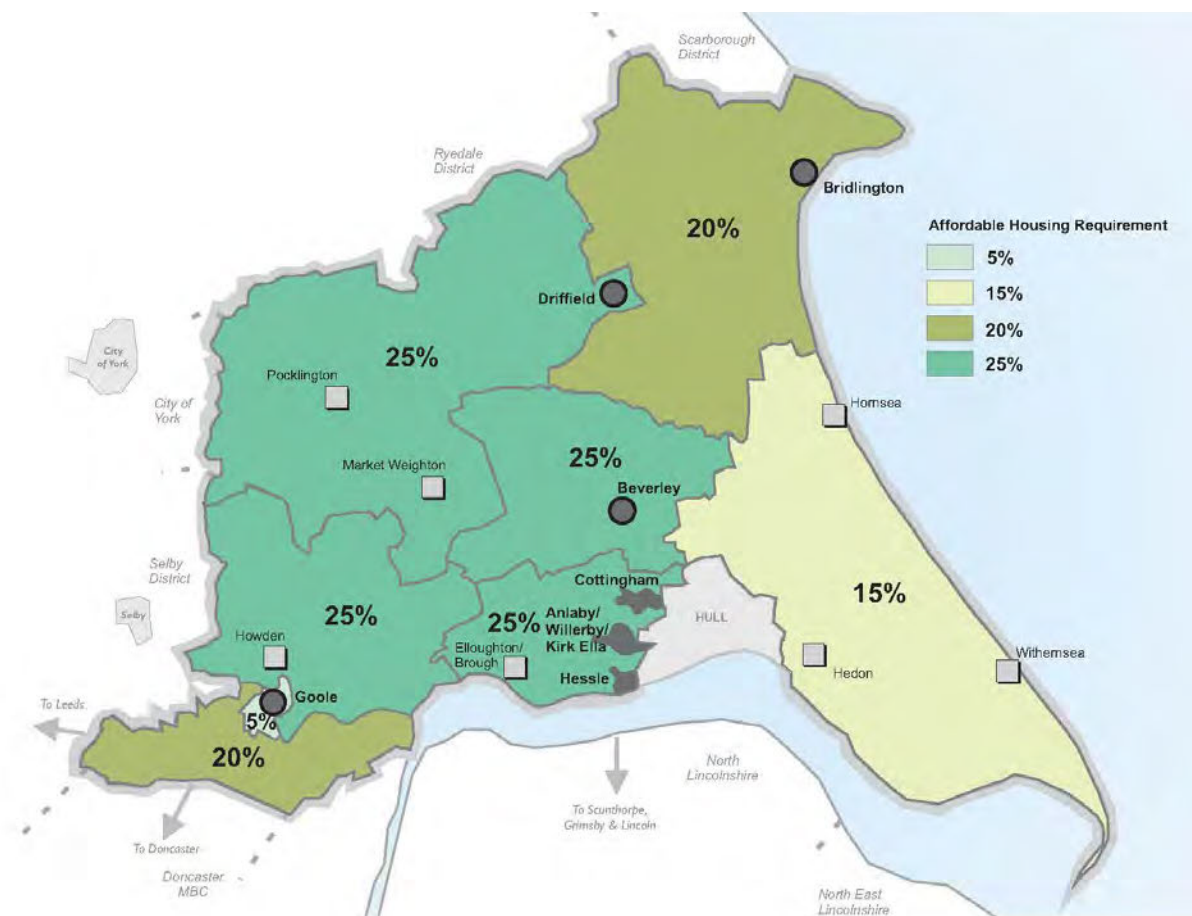 Scarborough
District
Ryedale
District
Bridlington
20%
Affordable Housing Requirement
5%
15%
20%
25%
Driffield
City
of York
25%
Pocklington
City of
York
Hornsea
Market Weighton
25%
Beverley
Selby
District
Selby
Cottingham
25%
25%
Anlaby/
Willerby/
Kirk Ella
HULL
15%
Howden
Elloughton/
Brough
Hessle
Hedon
Withernsea
Goole
5%
To Leeds
20%
North
Lincolnshire
To Scunthorpe,
Grimsby & Lincoln
To Doncaster
Doncaster
MBC
North East
Lincolnshire